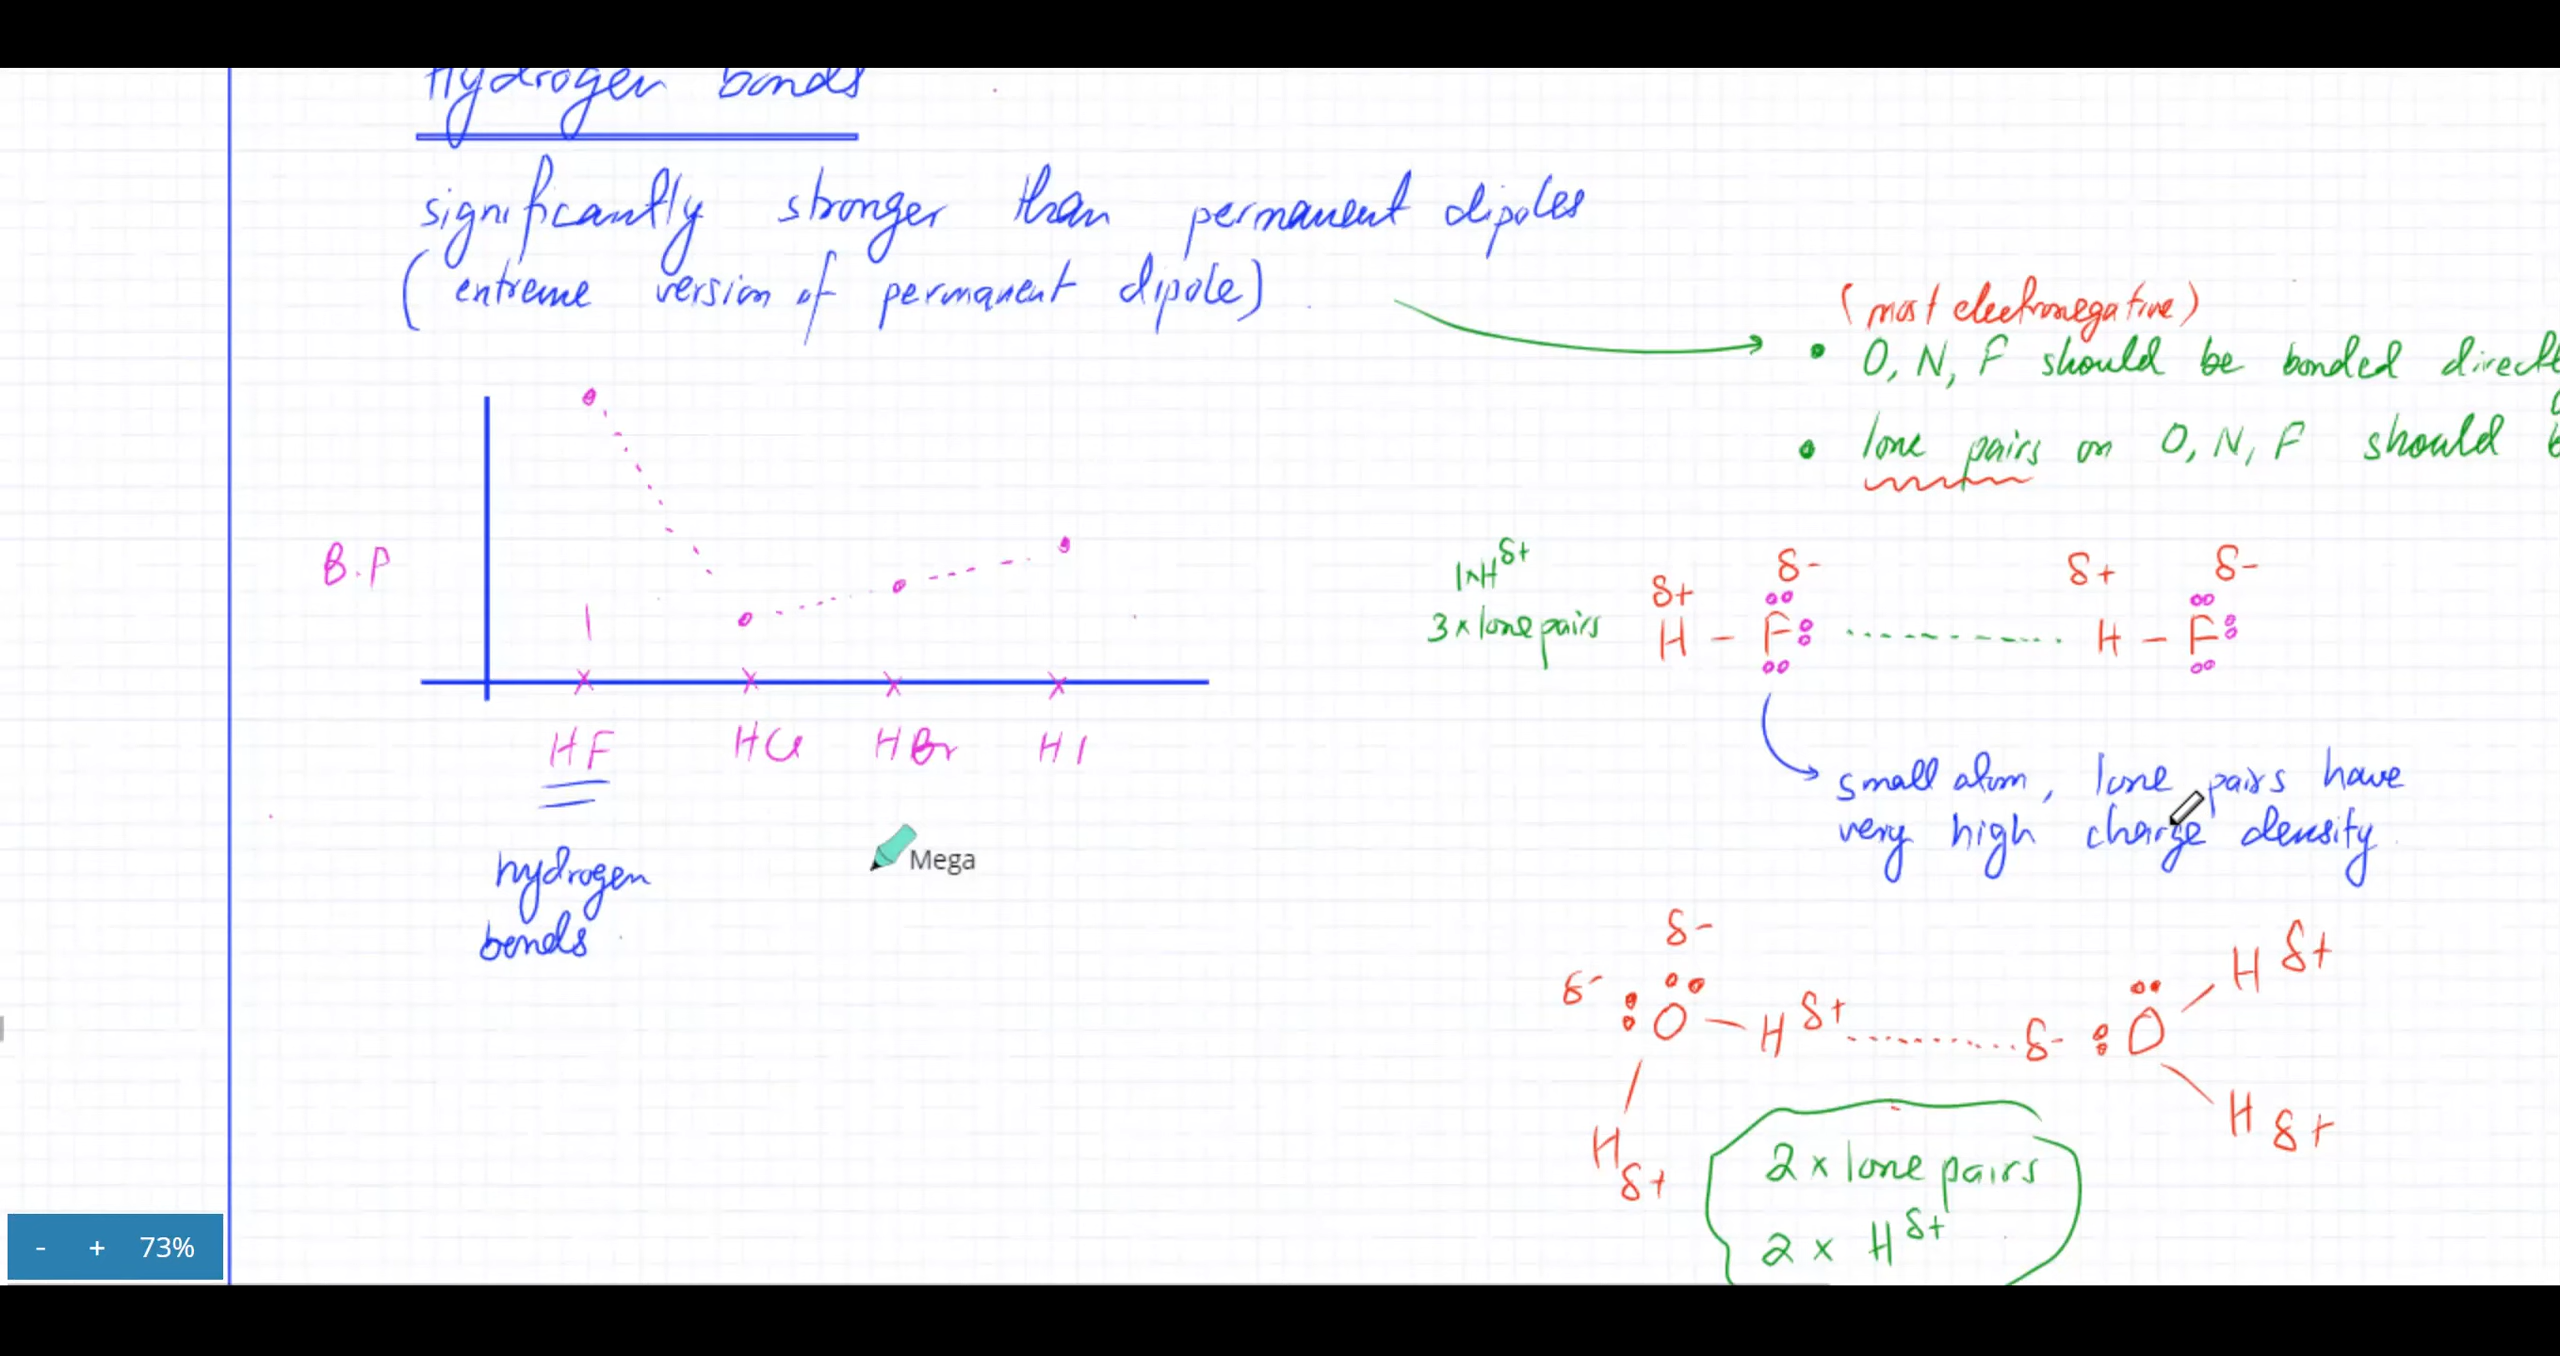 Hydrogen bonds
significantly stronger than permanent dipoles
(extreme version of permanent dipole)
(most electronegative)
• O, N, F should be bonded direct
• lone pairs on O, N, F should b
B.P
HF HCl HBr HI
hydrogen
bonds
Mega
1×H δ+
3 × lone pairs
δ+ δ- δ+ δ-
H – F H – F
small atom, lone pairs have
very high charge density
δ-
δ- O – H δ+ δ- O H δ+
H δ+ H δ+
2 × lone pairs
2 × H δ+
- + 73%